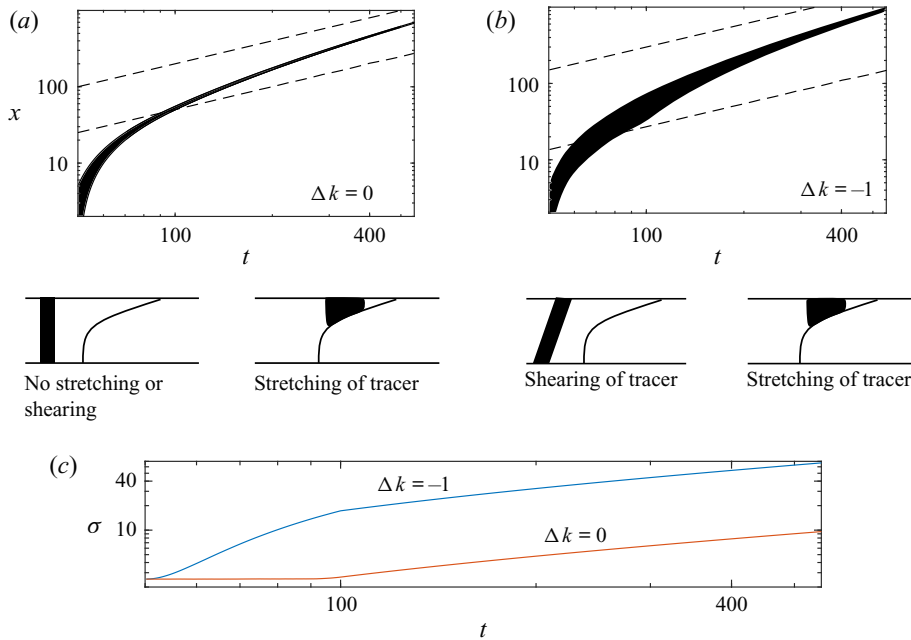 (a)
(b)
x
100
10
Δk = 0
100
400
t
100
10
Δk = –1
100
400
t
No stretching or
shearing
Stretching of tracer
Shearing of tracer
Stretching of tracer
(c)
σ
40
10
Δk = –1
Δk = 0
100
400
t